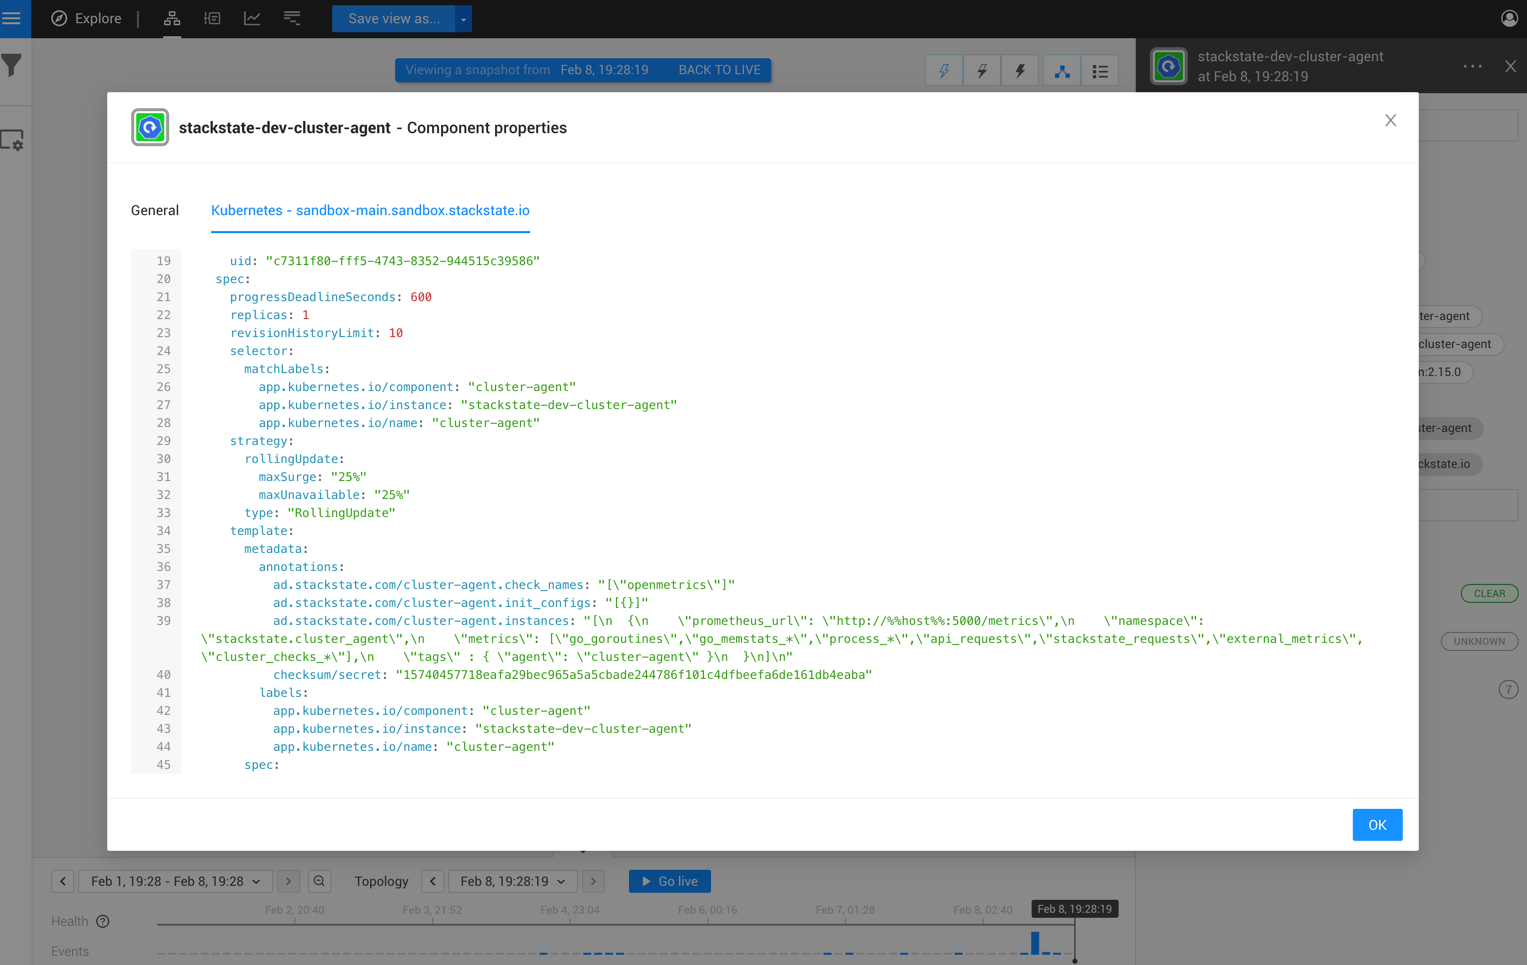 Explore
Save view as...
Viewing a snapshot from Feb 8, 19:28:19 BACK TO LIVE
stackstate-dev-cluster-agent
at Feb 8, 19:28:19
stackstate-dev-cluster-agent - Component properties
General
Kubernetes - sandbox-main.sandbox.stackstate.io
19 uid: "c7311f80-fff5-4743-8352-944515c39586"
20 spec:
21 progressDeadlineSeconds: 600
22 replicas: 1
23 revisionHistoryLimit: 10
24 selector:
25 matchLabels:
26 app.kubernetes.io/component: "cluster-agent"
27 app.kubernetes.io/instance: "stackstate-dev-cluster-agent"
28 app.kubernetes.io/name: "cluster-agent"
29 strategy:
30 rollingUpdate:
31 maxSurge: "25%"
32 maxUnavailable: "25%"
33 type: "RollingUpdate"
34 template:
35 metadata:
36 annotations:
37 ad.stackstate.com/cluster-agent.check_names: "[\"openmetrics\"]"
38 ad.stackstate.com/cluster-agent.init_configs: "[{}]"
39 ad.stackstate.com/cluster-agent.instances: "[\n  {\n    \"prometheus_url\": \"http://%%host%%:5000/metrics\",\n    \"namespace\":
\"stackstate.cluster_agent\",\n    \"metrics\": [\"go_goroutines\",\"go_memstats_*\",\"process_*\",\"api_requests\",\"stackstate_requests\",\"external_metrics\",
\"cluster_checks_*\"],\n    \"tags\" : { \"agent\": \"cluster-agent\" }\n  }\n]\n"
40 checksum/secret: "15740457718eafa29bec965a5a5cbade244786f101c4dfbeefa6de161db4eaba"
41 labels:
42 app.kubernetes.io/component: "cluster-agent"
43 app.kubernetes.io/instance: "stackstate-dev-cluster-agent"
44 app.kubernetes.io/name: "cluster-agent"
45 spec:
ter-agent
cluster-agent
n:2.15.0
ster-agent
ckstate.io
CLEAR
UNKNOWN
7
OK
Feb 1, 19:28 - Feb 8, 19:28
Topology
Feb 8, 19:28:19
Go live
Feb 2, 20:40
Feb 3, 21:52
Feb 4, 23:04
Feb 6, 00:16
Feb 7, 01:28
Feb 8, 02:40
Feb 8, 19:28:19
Health ?
Events